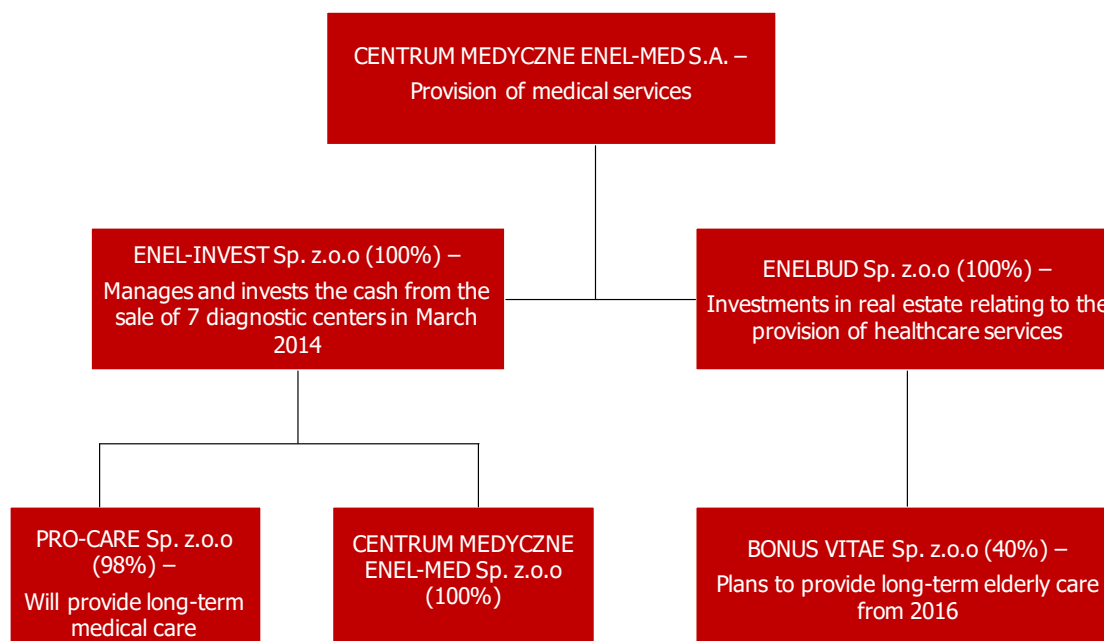 CENTRUM MEDYCZNE ENEL-MED S.A. –
Provision of medical services
ENEL-INVEST Sp. z.o.o (100%) –
Manages and invests the cash from the
sale of 7 diagnostic centers in March
2014
ENELBUD Sp. z.o.o (100%) –
Investments in real estate relating to the
provision of healthcare services
PRO-CARE Sp. z.o.o
(98%) –
Will provide long-term
medical care
CENTRUM MEDYCZNE
ENEL-MED Sp. z.o.o
(100%)
BONUS VITAE Sp. z.o.o (40%) –
Plans to provide long-term elderly care
from 2016